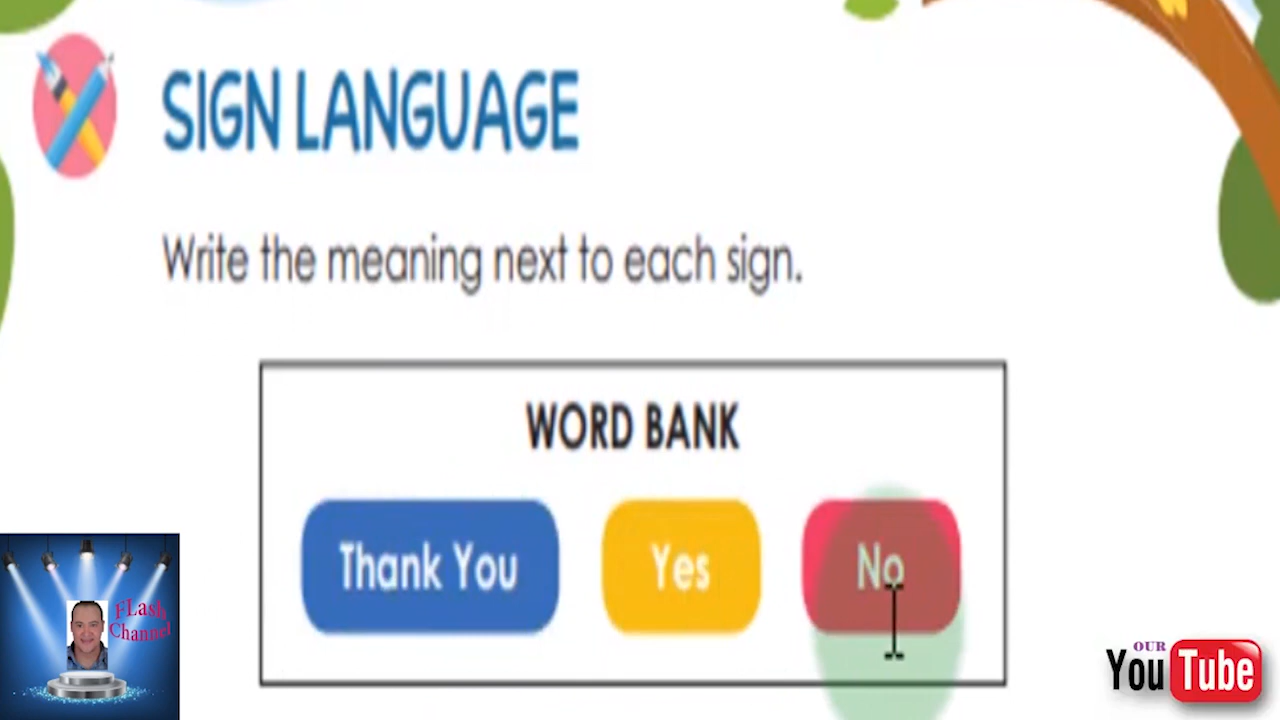 SIGN LANGUAGE
Write the meaning next to each sign.
WORD BANK
Thank You Yes No
FLash
Channel
OUR
YouTube